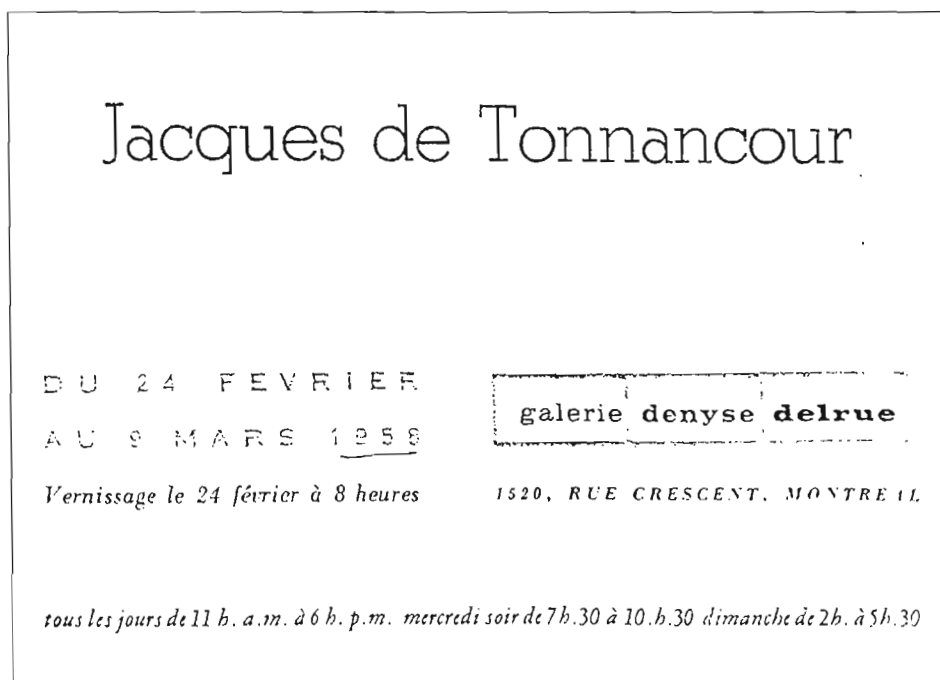 Jacques de Tonnancour
DU 24 FEVRIER
AU 9 MARS 1958
Vernissage le 24 février à 8 heures
galerie denyse delrue
1520, RUE CRESCENT, MONTREAL
tous les jours de 11 h. a.m. à 6 h. p.m. mercredi soir de 7h.30 à 10.h.30 dimanche de 2h. à 5h.30